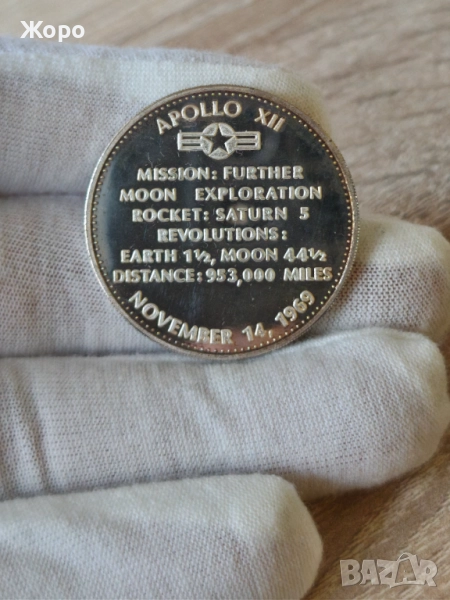 Жоро
APOLLO XII
MISSION: FURTHER
MOON EXPLORATION
ROCKET: SATURN 5
REVOLUTIONS:
EARTH 1½, MOON 44½
DISTANCE: 953,000 MILES
NOVEMBER 14, 1969
BAZAR